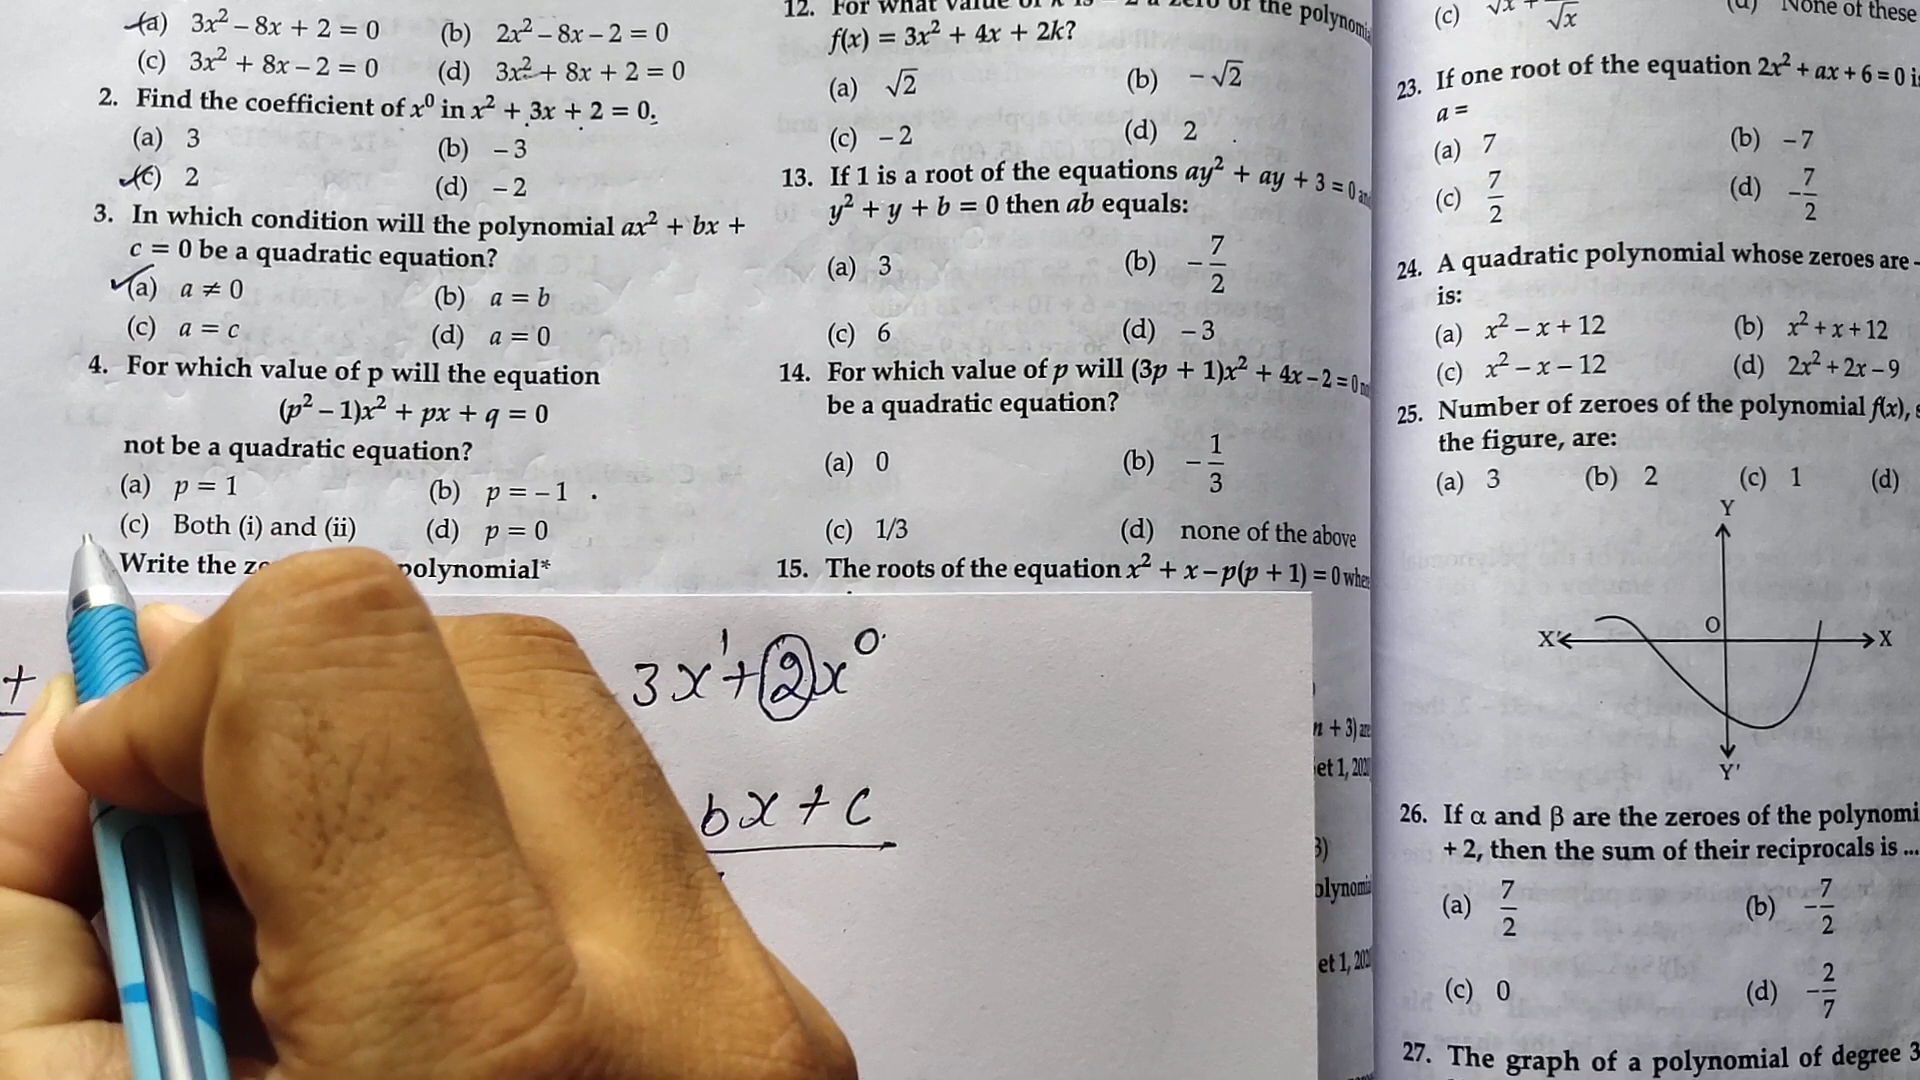 (a) 3x² – 8x + 2 = 0 (b) 2x² – 8x – 2 = 0
(c) 3x² + 8x – 2 = 0 (d) 3x² + 8x + 2 = 0
2. Find the coefficient of x⁰ in x² + 3x + 2 = 0.
(a) 3 (b) – 3
(c) 2 (d) – 2
3. In which condition will the polynomial ax² + bx +
c = 0 be a quadratic equation?
(a) a ≠ 0 (b) a = b
(c) a = c (d) a = 0
4. For which value of p will the equation
(p² – 1)x² + px + q = 0
not be a quadratic equation?
(a) p = 1 (b) p = – 1
(c) Both (i) and (ii) (d) p = 0
Write the polynomial*
+ 3x¹ + 2x⁰
bx + c
12. For what value of k is a zero of the
f(x) = 3x² + 4x + 2k?
(a) √2 (b) – √2
(c) – 2 (d) 2
13. If 1 is a root of the equations ay² + ay + 3 = 0
y² + y + b = 0 then ab equals:
(a) 3 (b) – 7/2
(c) 6 (d) – 3
14. For which value of p will (3p + 1)x² + 4x – 2 = 0
be a quadratic equation?
(a) 0 (b) – 1/3
(c) 1/3 (d) none of the above
15. The roots of the equation x² + x – p(p + 1) = 0
+ 3)
et 1,
3)
et 1,
(c) √x + /√x (d) None of these
23. If one root of the equation 2x² + ax + 6 = 0
a =
(a) 7 (b) – 7
(c) 7/2 (d) – 7/2
24. A quadratic polynomial whose zeroes are –
is:
(a) x² – x + 12 (b) x² + x + 12
(c) x² – x – 12 (d) 2x² + 2x – 9
25. Number of zeroes of the polynomial f(x),
the figure, are:
(a) 3 (b) 2 (c) 1 (d)
Y
O
X' X
Y'
26. If α and β are the zeroes of the
+ 2, then the sum of their reciprocals is ...
(a) 7/2 (b) – 7/2
(c) 0 (d) – 2/7
27. The graph of a polynomial of degree 3